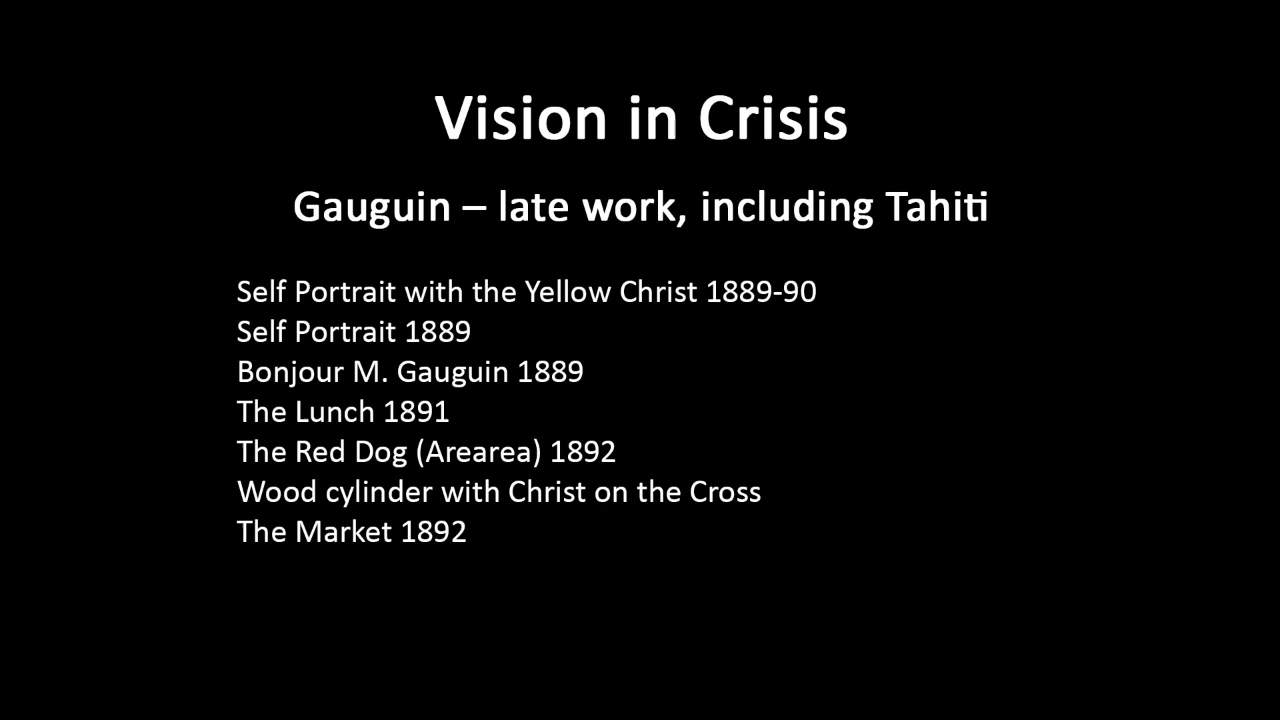 Vision in Crisis
Gauguin – late work, including Tahiti
Self Portrait with the Yellow Christ 1889-90
Self Portrait 1889
Bonjour M. Gauguin 1889
The Lunch 1891
The Red Dog (Arearea) 1892
Wood cylinder with Christ on the Cross
The Market 1892